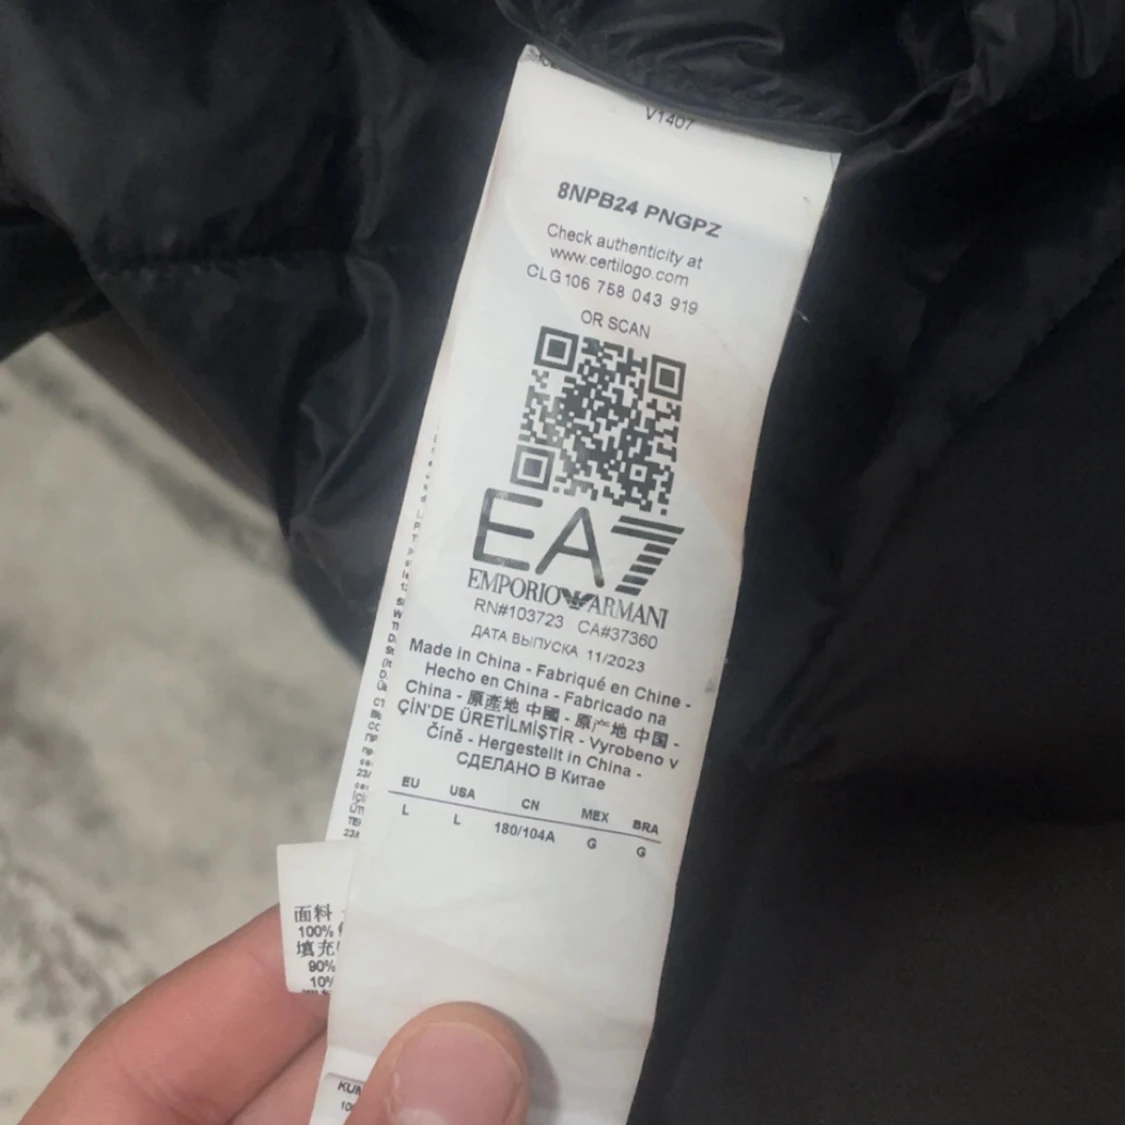 V1407
8NPB24 PNGPZ
Check authenticity at
www.certilogo.com
CLG106 758 043 919
OR SCAN
EA7
EMPORIO ARMANI
RN#103723 CA#37360
ДАТА ВЫПУСКА 11/2023
Made in China - Fabriqué en Chine -
Hecho en China - Fabricado na
China - 原產地 中國 - 原产地 中国 -
ÇİN'DE ÜRETİLMİŞTİR - Vyrobeno v
Číně - Hergestellt in China -
СДЕЛАНО В Китае
EU USA CN MEX BRA
L L 180/104A G G
面料
100%
填充
90%
10%